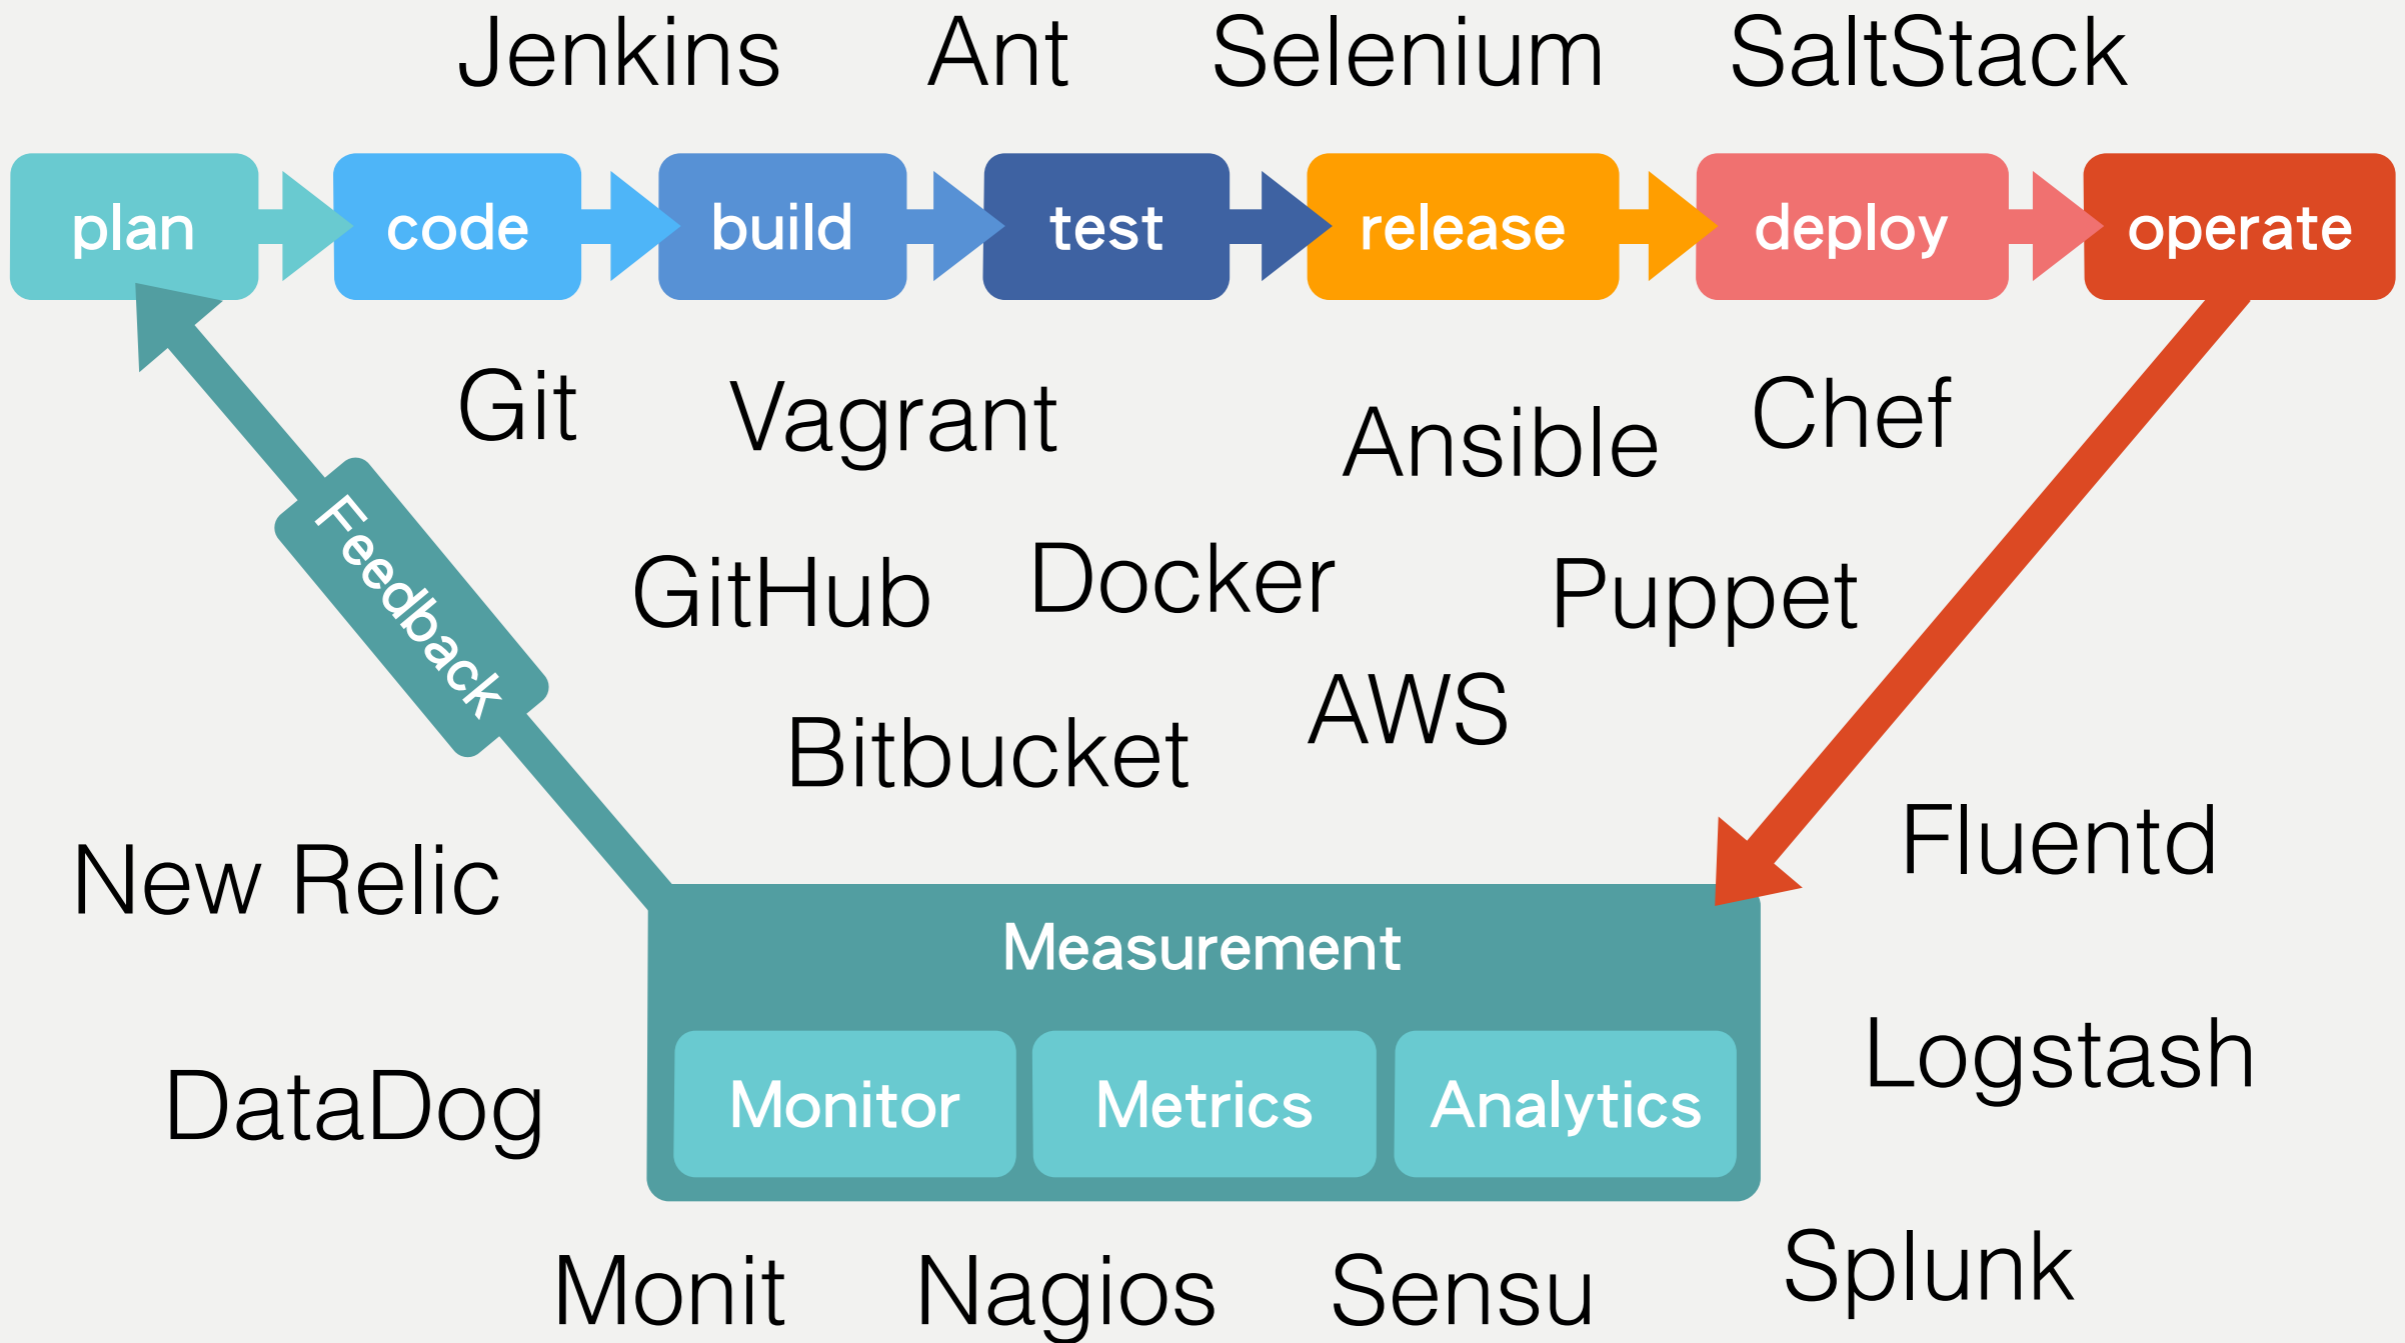 Jenkins Ant Selenium SaltStack
plan code build test release deploy operate
Git Vagrant Ansible Chef
GitHub Docker Puppet
Feedback
Bitbucket AWS
New Relic Fluentd
Measurement
Monitor Metrics Analytics
DataDog Logstash
Monit Nagios Sensu Splunk